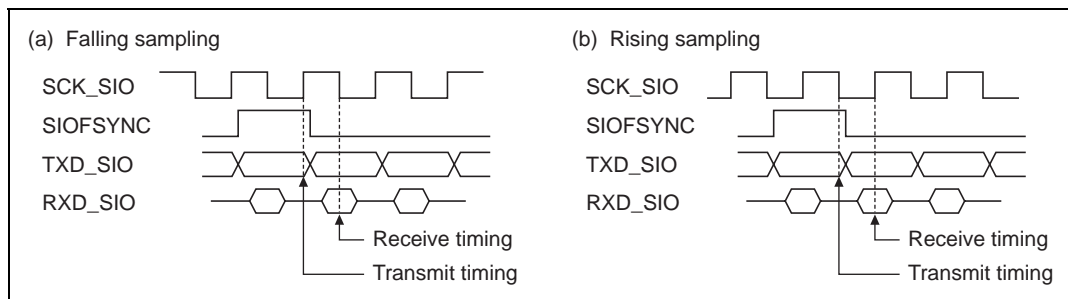 (a) Falling sampling
SCK_SIO
SIOFSYNC
TXD_SIO
RXD_SIO
Receive timing
Transmit timing
(b) Rising sampling
SCK_SIO
SIOFSYNC
TXD_SIO
RXD_SIO
Receive timing
Transmit timing